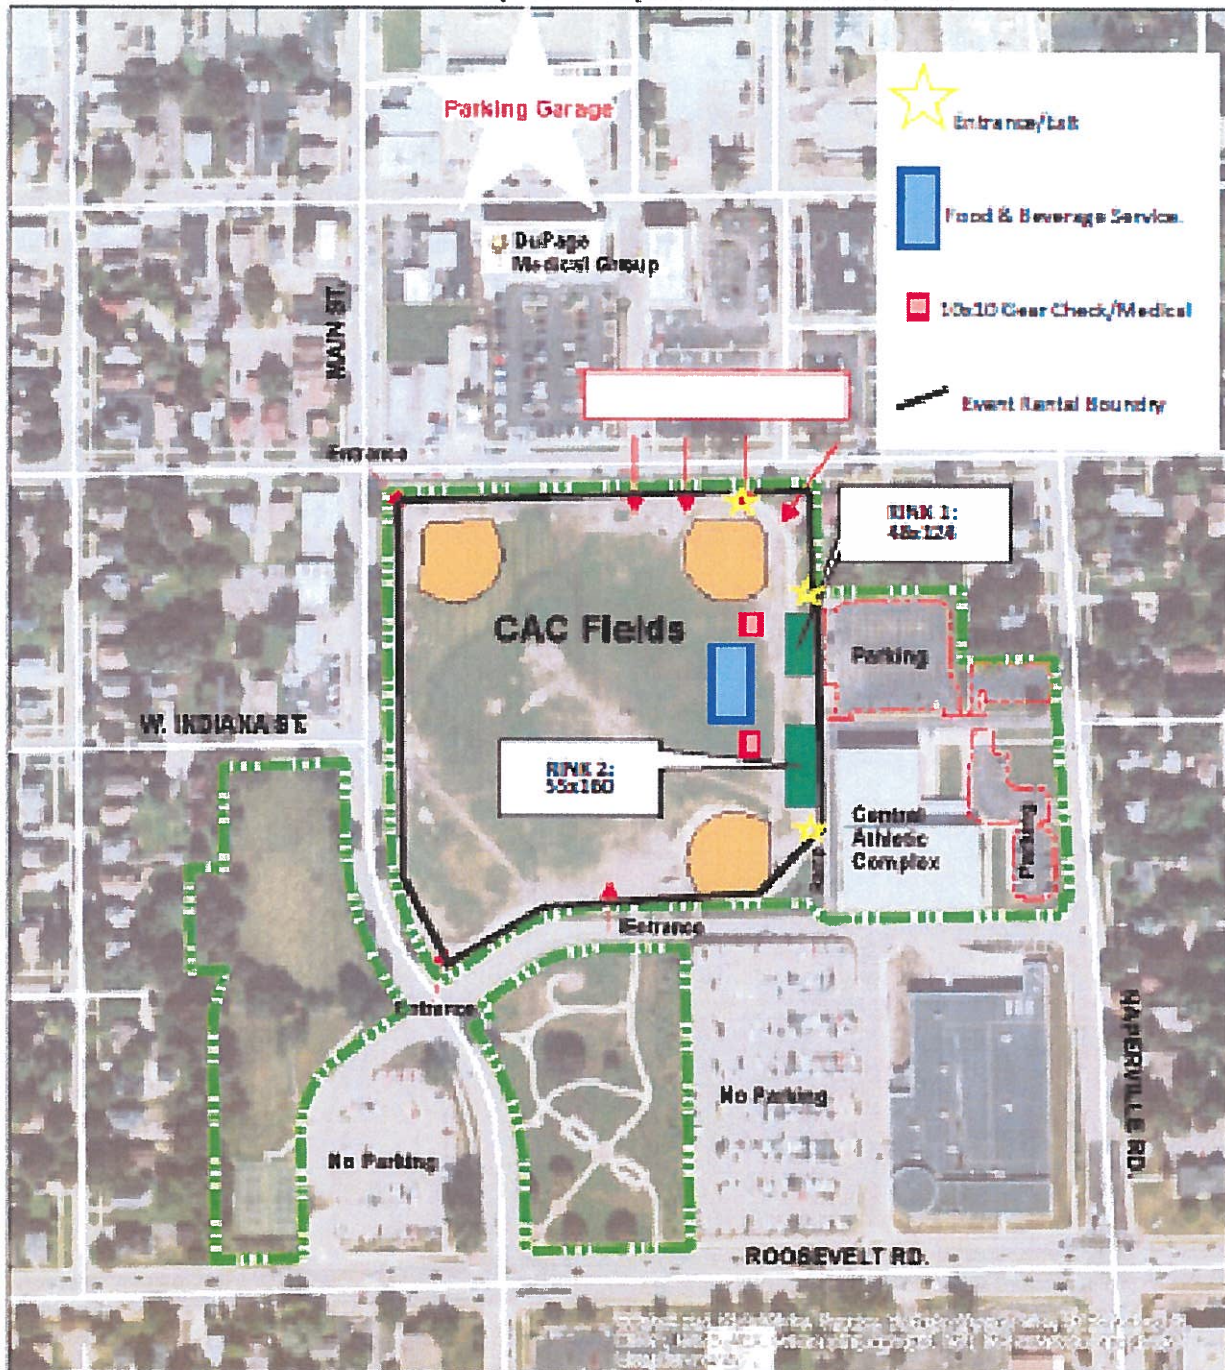 Parking Garage
Entrance/Exit
Food & Beverage Service
10x10 Gear Check/Medical
Event Rental Boundry
DuPage
Medical Group
MAIN ST.
Entrance
RINK 1:
48x124
CAC Fields
Parking
W. INDIANA ST.
RINK 2:
55x160
Central
Athletic
Complex
Parking
Entrance
Entrance
No Parking
No Parking
NAPERVILLE RD.
ROOSEVELT RD.